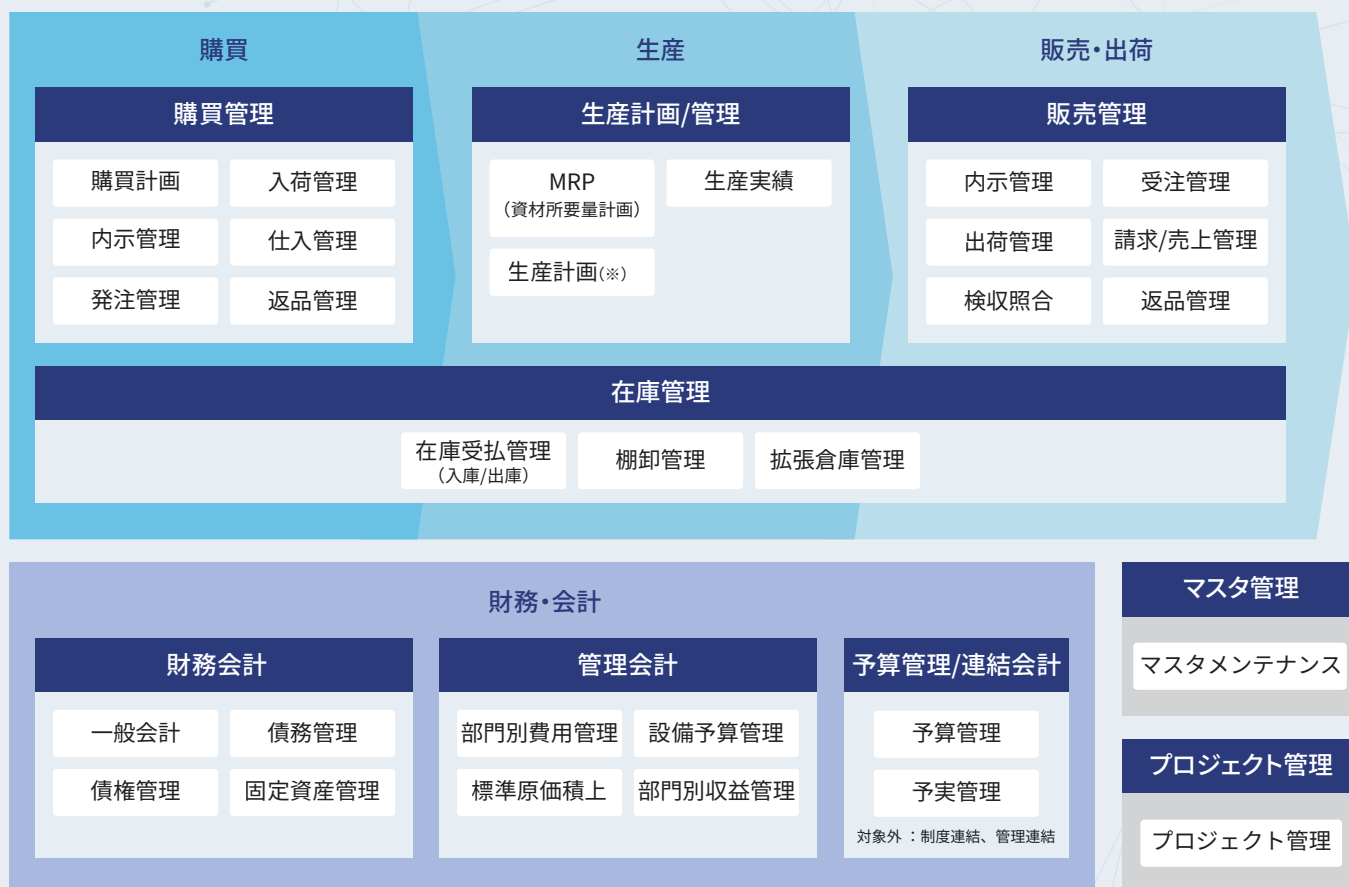 購買
生産
販売・出荷
購買管理
購買計画
入荷管理
内示管理
仕入管理
発注管理
返品管理
生産計画/管理
MRP
（資材所要量計画）
生産実績
生産計画(※)
販売管理
内示管理
受注管理
出荷管理
請求/売上管理
検収照合
返品管理
在庫管理
在庫受払管理
（入庫/出庫）
棚卸管理
拡張倉庫管理
財務・会計
財務会計
一般会計
債務管理
債権管理
固定資産管理
管理会計
部門別費用管理
設備予算管理
標準原価積上
部門別収益管理
予算管理/連結会計
予算管理
予実管理
対象外：制度連結、管理連結
マスタ管理
マスタメンテナンス
プロジェクト管理
プロジェクト管理